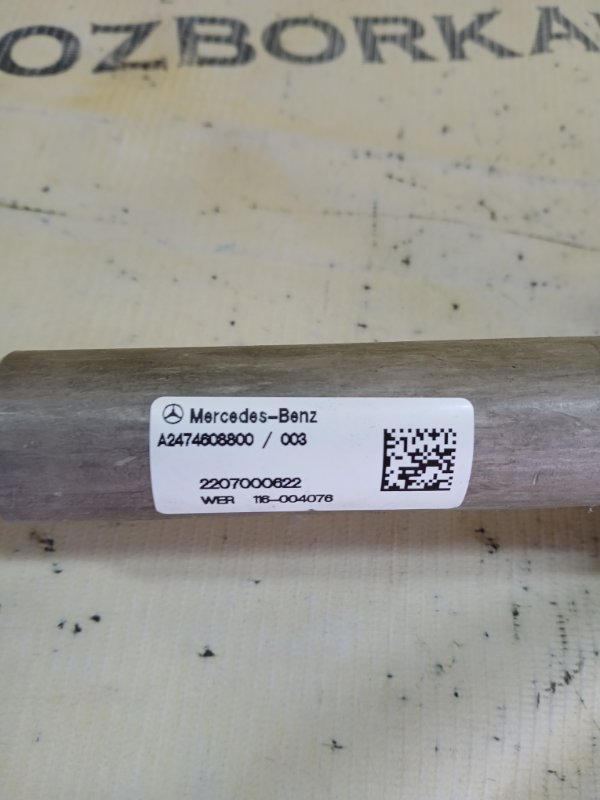 OZBORKA
Mercedes-Benz
A2474608800 / 003
2207000622
WER 116-004076